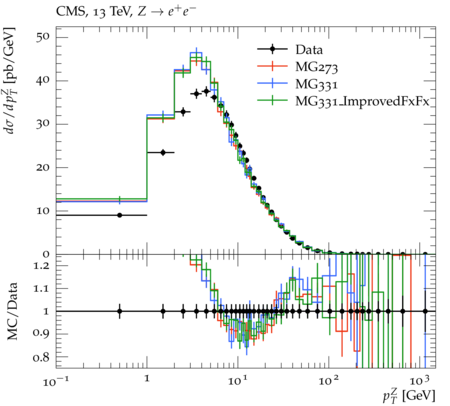 CMS, 13 TeV, Z → e⁺e⁻
dσ/dp_T^Z [pb/GeV]
50
40
30
20
10
0
Data
MG273
MG331
MG331_ImprovedFxFx
MC/Data
1.2
1.1
1
0.9
0.8
10⁻¹ 1 10¹ 10² 10³
p_T^Z [GeV]